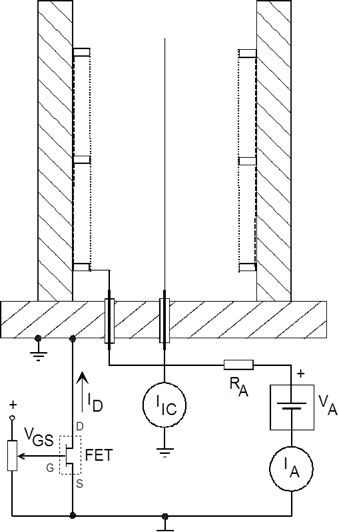 I_D
I_IC
+
R_A
V_A
I_A
+
V_GS
D
G
S
FET